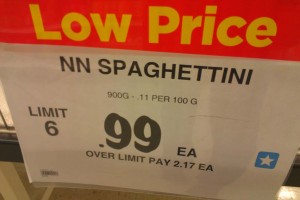 Low Price
NN SPAGHETTINI
900G - .11 PER 100 G
LIMIT
6
.99 EA
OVER LIMIT PAY 2.17 EA